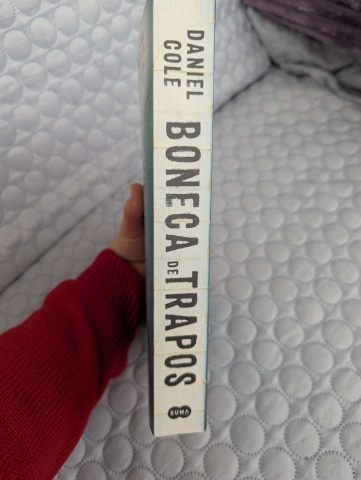 DANIEL
COLE
BONECA DE TRAPOS
SUMA